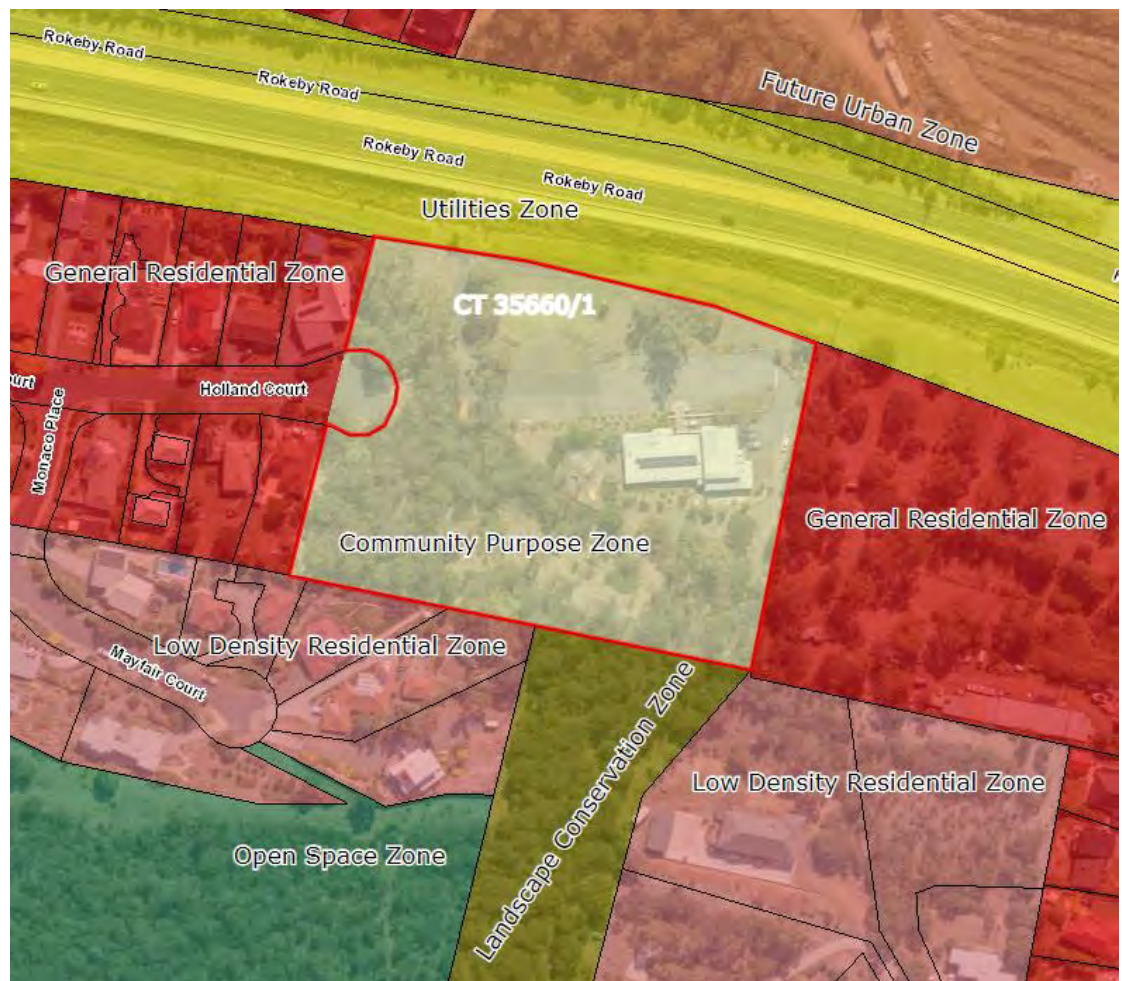 Rokeby Road
Rokeby Road
Future Urban Zone
Rokeby Road
Rokeby Road
Utilities Zone
General Residential Zone
CT 35660/1
Holland Court
Monaco Place
General Residential Zone
Community Purpose Zone
Low Density Residential Zone
Mayfair Court
Landscape Conservation Zone
Low Density Residential Zone
Open Space Zone